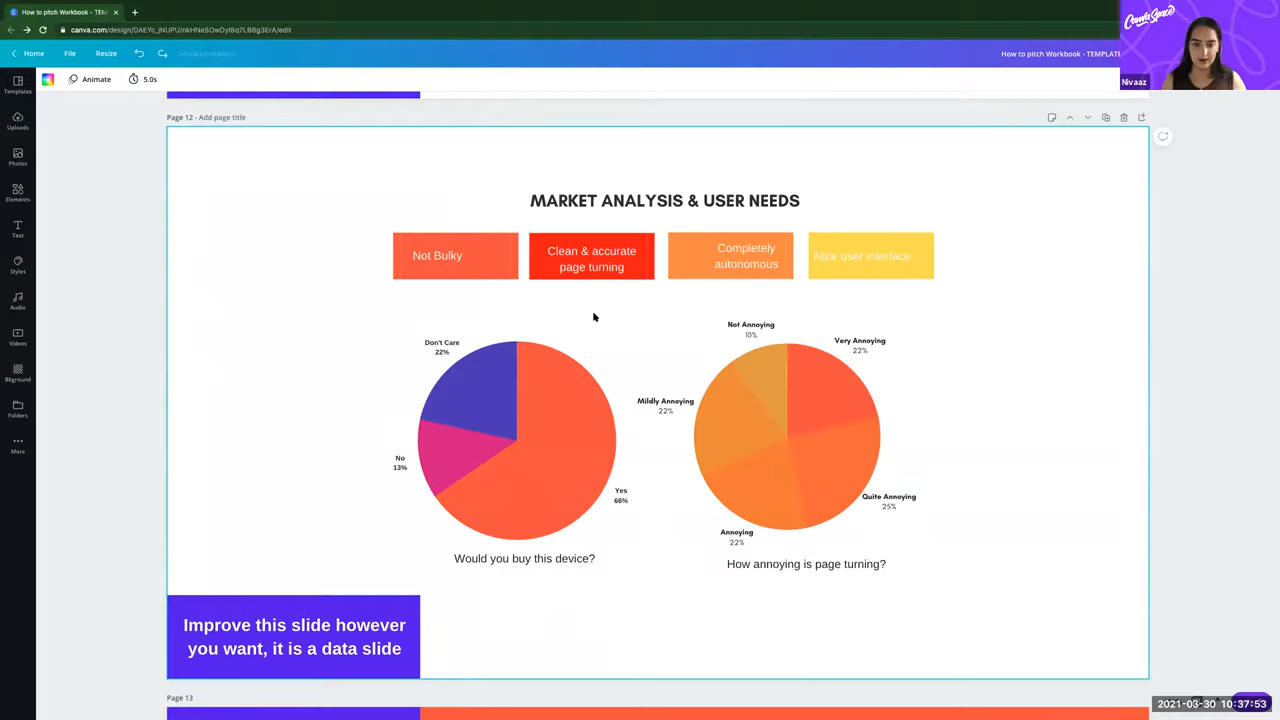 How to pitch Workbook - TEM
canva.com/design/DAEYc_jNUPU/nkHNeSOwDyI8q7LB8g3ErA/edit
CanvaSpace
Home
File
Resize
How to pitch Workbook - TEMPLATE
Nivaaz
Animate
5.0s
Templates
Uploads
Photos
Elements
Text
Styles
Audio
Videos
Bkground
Folders
More
Page 12 - Add page title
MARKET ANALYSIS & USER NEEDS
Not Bulky
Clean & accurate
page turning
Completely
autonomous
Nice user interface
Don't Care
22%
No
13%
Yes
66%
Would you buy this device?
Not Annoying
10%
Very Annoying
22%
Mildly Annoying
22%
Quite Annoying
25%
Annoying
22%
How annoying is page turning?
Improve this slide however
you want, it is a data slide
Page 13
2021-03-30 10:37:53